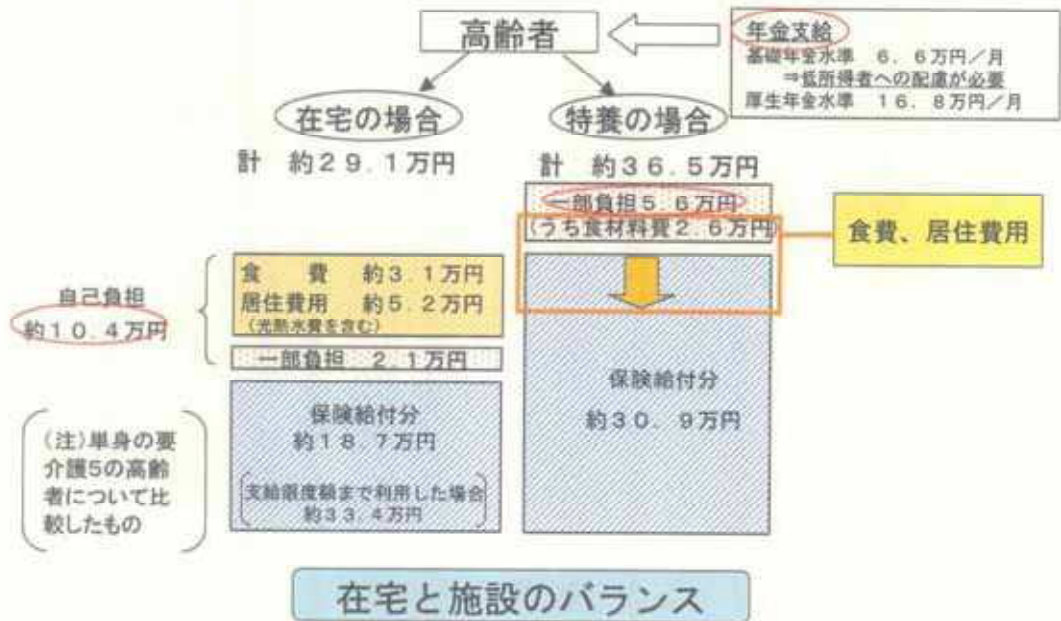 高齢者
年金支給
基礎年金水準 6.6万円/月
⇒低所得者への配慮が必要
厚生年金水準 16.8万円/月
在宅の場合
計 約29.1万円
特養の場合
計 約36.5万円
一部負担5.6万円
(うち食材料費2.6万円)
食費、居住費用
自己負担
約10.4万円
食 費 約3.1万円
居住費用 約5.2万円
(光熱水費を含む)
一部負担 2.1万円
保険給付分
約18.7万円
支給限度額まで利用した場合
約33.4万円
保険給付分
約30.9万円
(注)単身の要
介護5の高齢
者について比
較したもの
在宅と施設のバランス